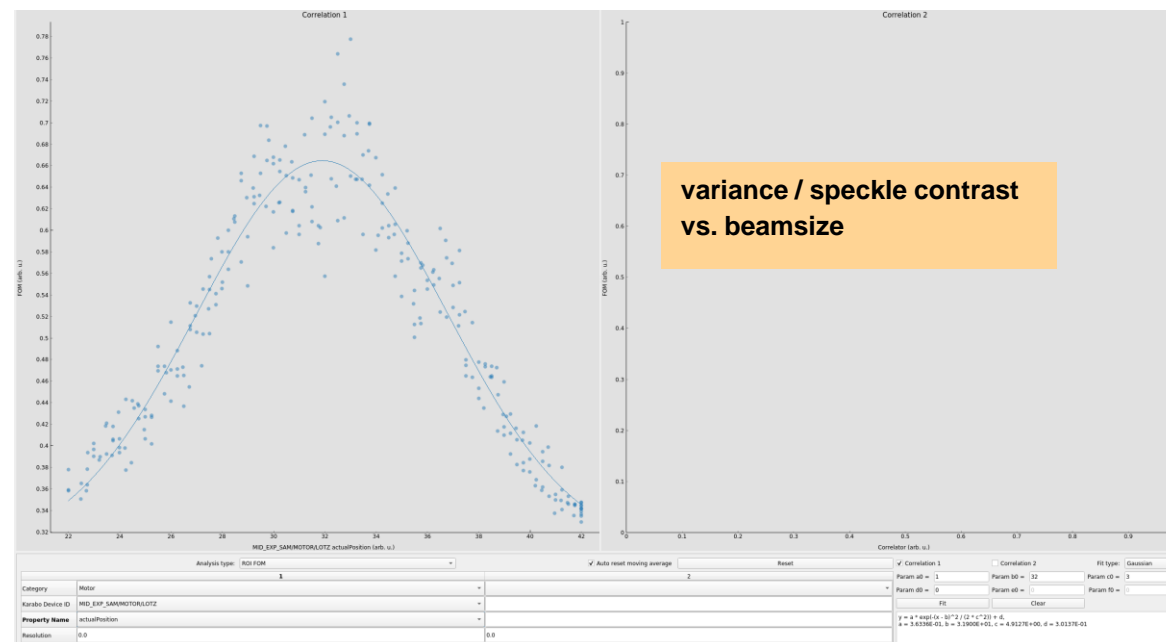 Correlation 1
0.78
0.76
0.74
0.72
0.7
0.68
0.66
0.64
0.62
0.6
0.58
0.56
0.54
0.52
0.5
0.48
0.46
0.44
0.42
0.4
0.38
0.36
0.34
0.32
FOM (arb. u.)
22 24 26 28 30 32 34 36 38 40 42
MID_EXP_SAM/MOTOR/LOTZ actualPosition (arb. u.)
Correlation 2
1
0.9
0.8
0.7
0.6
0.5
0.4
0.3
0.2
0.1
0
FOM (arb. u.)
0 0.1 0.2 0.3 0.4 0.5 0.6 0.7 0.8 0.9
Correlator (arb. u.)
variance / speckle contrast
vs. beamsize
Analysis type: ROI FOM
Auto reset moving average Reset
1 2
Category Motor
Karabo Device ID MID_EXP_SAM/MOTOR/LOTZ
Property Name actualPosition
Resolution 0.0 0.0
Correlation 1 Correlation 2 Fit type: Gaussian
Param a0 = 1 Param b0 = 32 Param c0 = 3
Param d0 = 0 Param e0 = 0 Param f0 = 0
Fit Clear
y = a * exp(-(x - b)^2 / (2 * c^2)) + d,
a = 3.6336E-01, b = 3.1900E+01, c = 4.9127E+00, d = 3.0137E-01